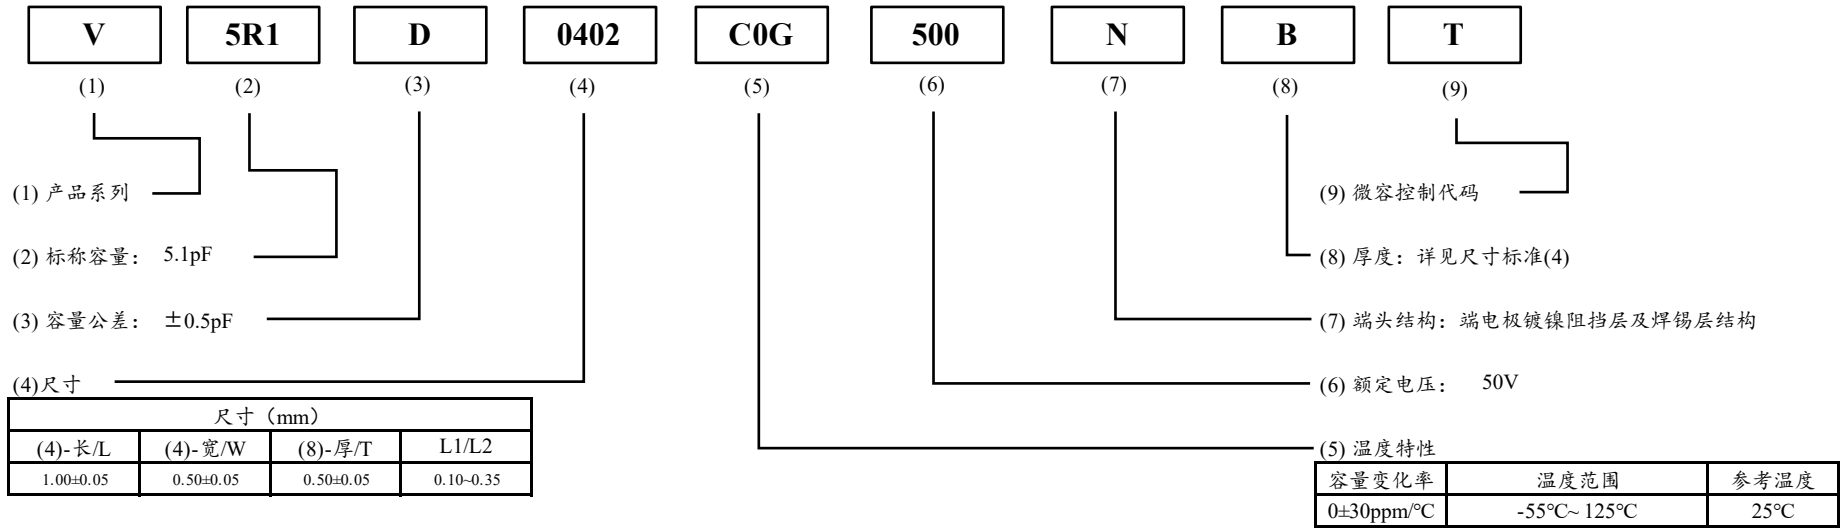 V 5R1 D 0402 C0G 500 N B T
(1) (2) (3) (4) (5) (6) (7) (8) (9)
(1) 产品系列
(9) 微容控制代码
(2) 标称容量： 5.1pF
(8) 厚度：详见尺寸标准(4)
(3) 容量公差： ±0.5pF
(7) 端头结构：端电极镀镍阻挡层及焊锡层结构
(4)尺寸
(6) 额定电压： 50V
尺寸（mm）
(4)-长/L (4)-宽/W (8)-厚/T L1/L2
1.00±0.05 0.50±0.05 0.50±0.05 0.10~0.35
(5) 温度特性
容量变化率 温度范围 参考温度
0±30ppm/℃ -55℃~ 125℃ 25℃